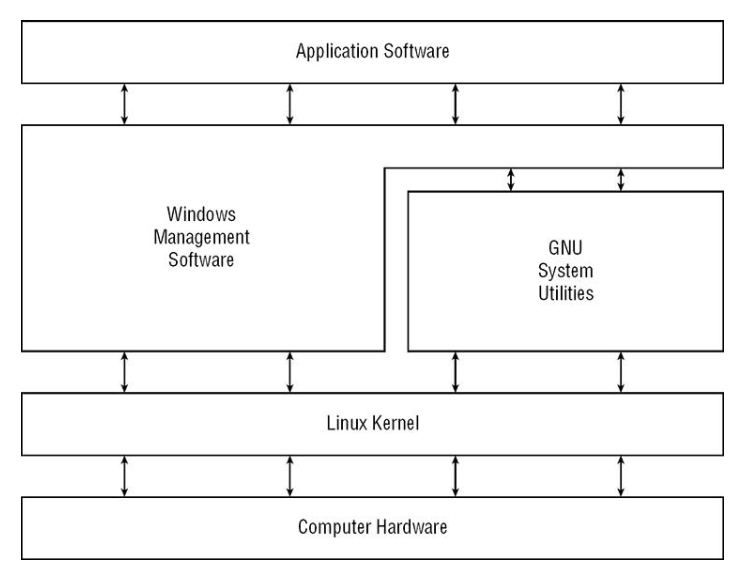 Application Software
Windows
Management
Software
GNU
System
Utilities
Linux Kernel
Computer Hardware